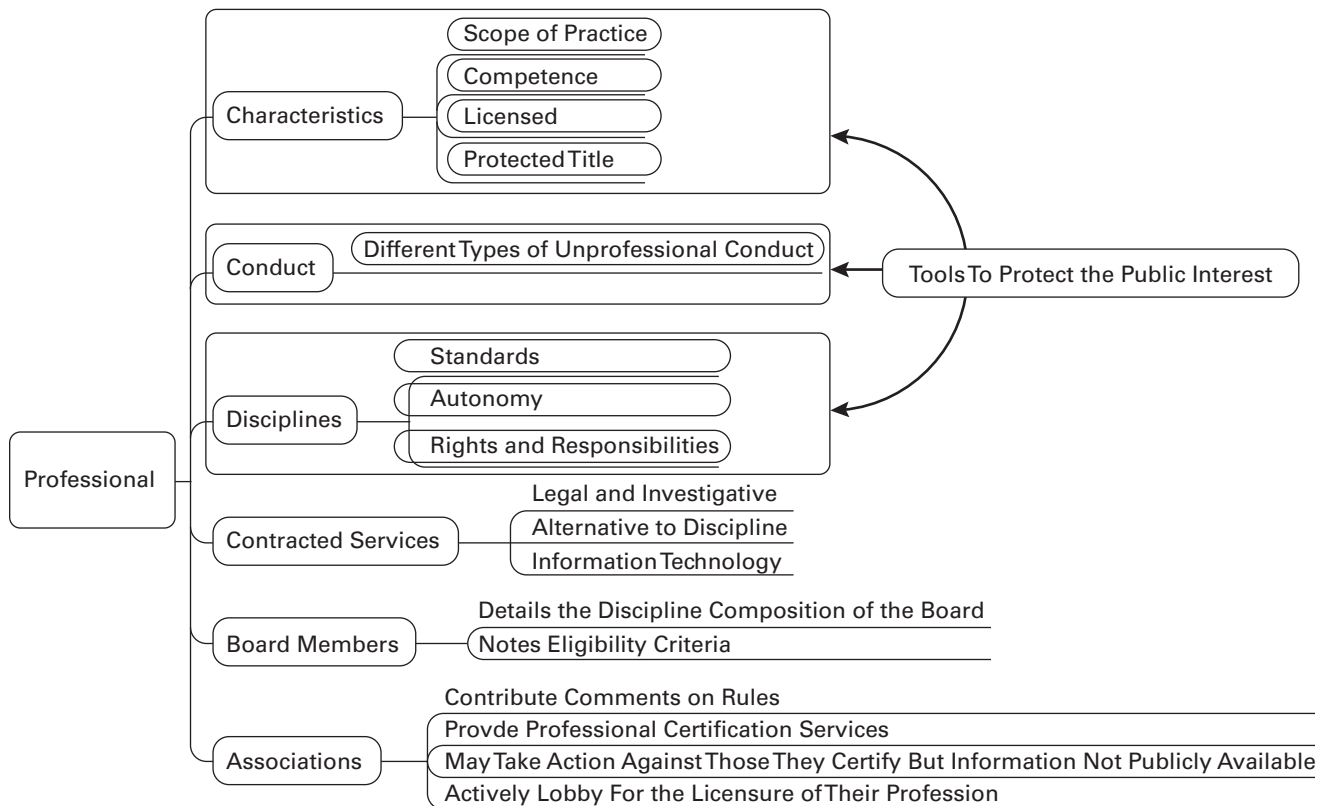 Professional
Characteristics
Scope of Practice
Competence
Licensed
Protected Title
Conduct
Different Types of Unprofessional Conduct
Disciplines
Standards
Autonomy
Rights and Responsibilities
Tools To Protect the Public Interest
Contracted Services
Legal and Investigative
Alternative to Discipline
Information Technology
Board Members
Details the Discipline Composition of the Board
Notes Eligibility Criteria
Associations
Contribute Comments on Rules
Provde Professional Certification Services
May Take Action Against Those They Certify But Information Not Publicly Available
Actively Lobby For the Licensure of Their Profession